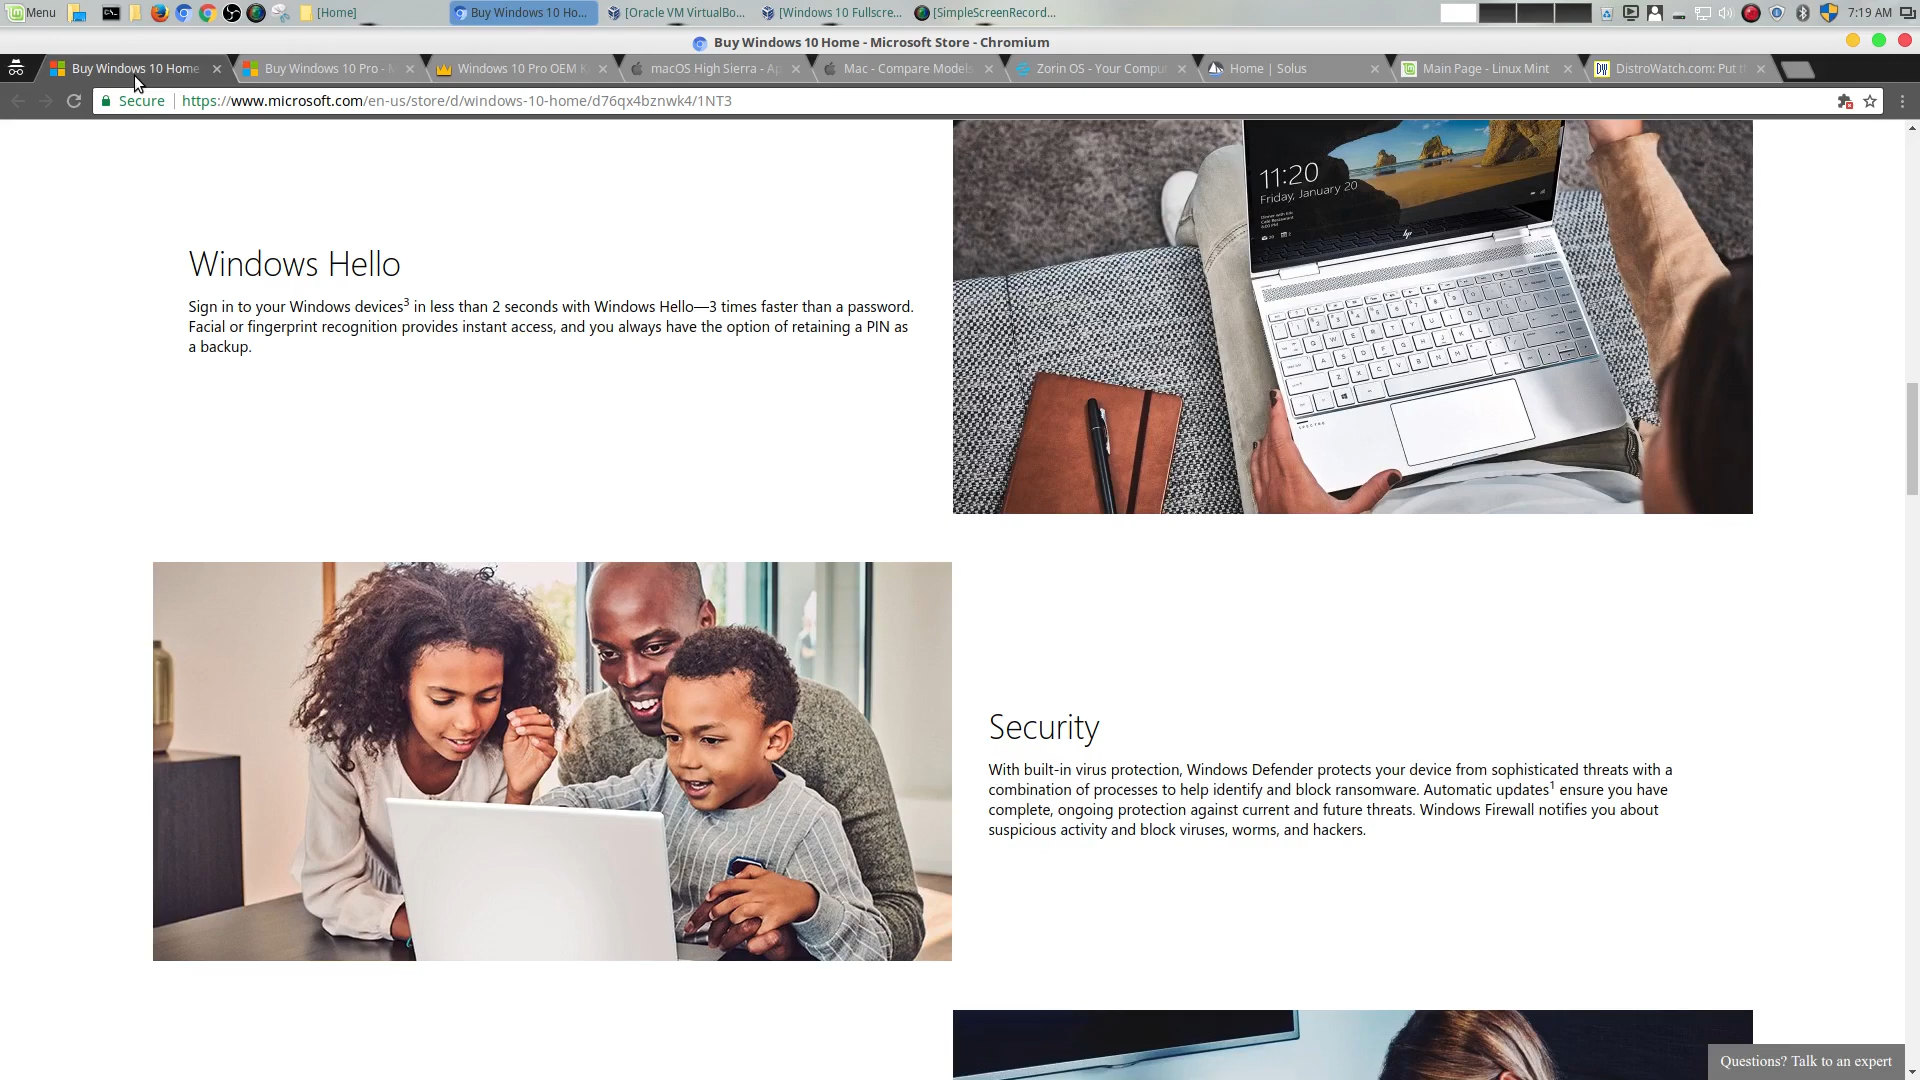 Menu
[Home]
Buy Windows 10 Ho...
[Oracle VM VirtualBo...
[Windows 10 Fullscre...
[SimpleScreenRecord...
7:19 AM
Buy Windows 10 Home - Microsoft Store - Chromium
Buy Windows 10 Home
Buy Windows 10 Pro - M
Windows 10 Pro OEM K
macOS High Sierra - Ap
Mac - Compare Models
Zorin OS - Your Comput
Home | Solus
Main Page - Linux Mint
DW DistroWatch.com: Put t
Secure
https://www.microsoft.com/en-us/store/d/windows-10-home/d76qx4bznwk4/1NT3
11:20
Friday, January 20
hp
SPECTRE
Windows Hello
Sign in to your Windows devices3 in less than 2 seconds with Windows Hello—3 times faster than a password.
Facial or fingerprint recognition provides instant access, and you always have the option of retaining a PIN as
a backup.
Security
With built-in virus protection, Windows Defender protects your device from sophisticated threats with a
combination of processes to help identify and block ransomware. Automatic updates1 ensure you have
complete, ongoing protection against current and future threats. Windows Firewall notifies you about
suspicious activity and block viruses, worms, and hackers.
Questions? Talk to an expert